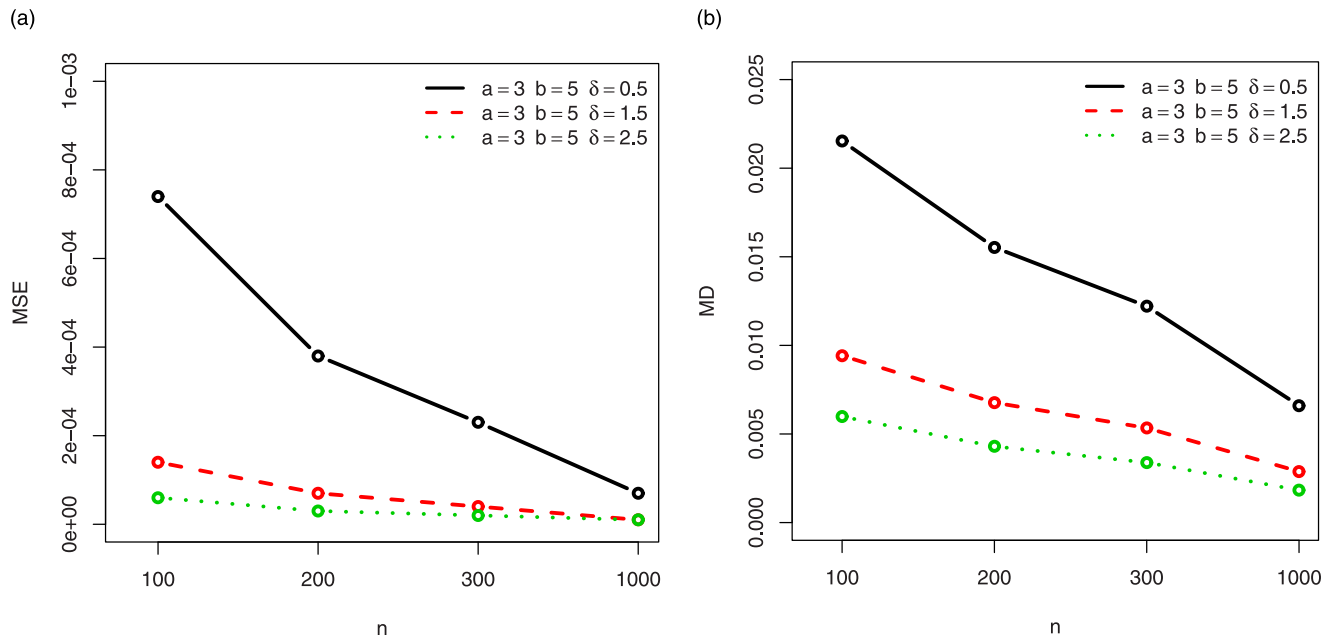 (a)
MSE
0e+00
2e-04
4e-04
6e-04
8e-04
1e-03
a = 3 b = 5 δ = 0.5
a = 3 b = 5 δ = 1.5
a = 3 b = 5 δ = 2.5
100 200 300 1000
n
(b)
MD
0.000
0.005
0.010
0.015
0.020
0.025
a = 3 b = 5 δ = 0.5
a = 3 b = 5 δ = 1.5
a = 3 b = 5 δ = 2.5
100 200 300 1000
n